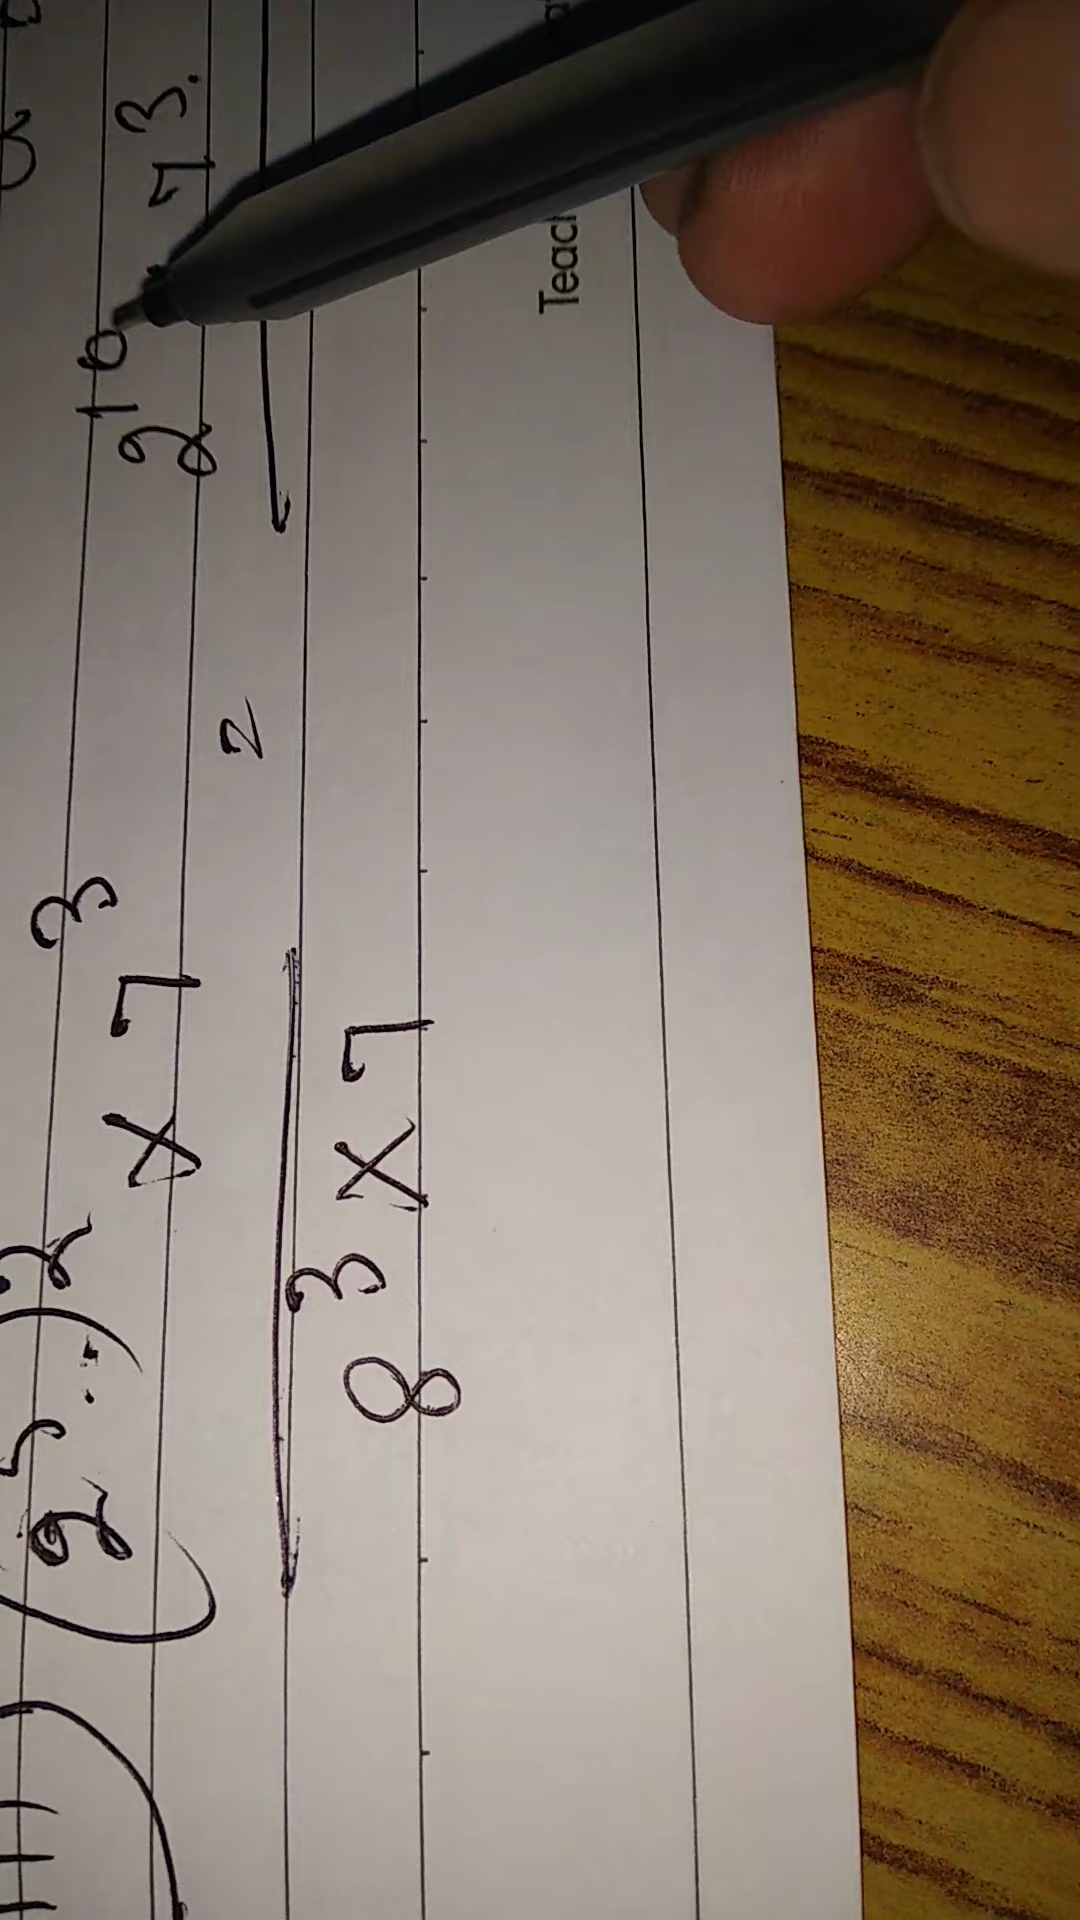 (2⁵)² × 7³ 2¹⁰ 7³.
2
8³ × 7
Teac